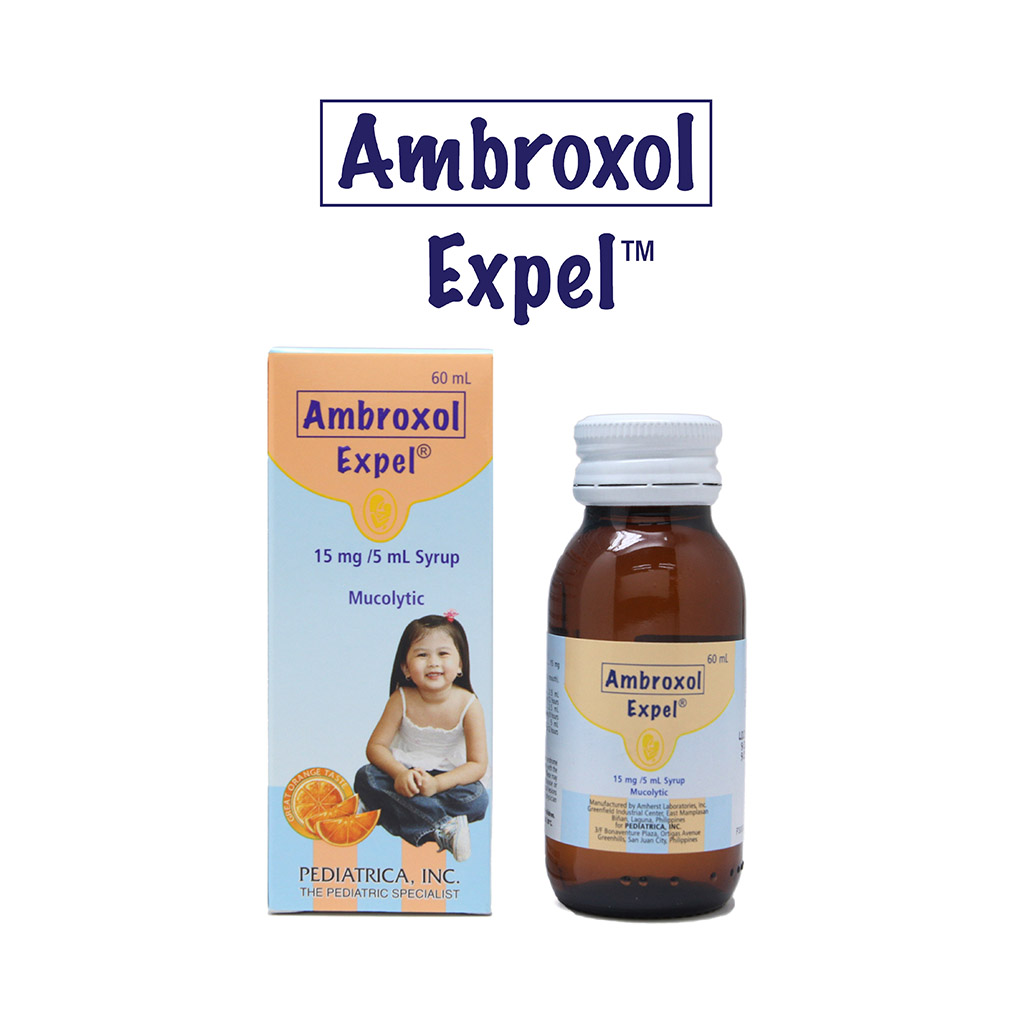 Ambroxol
Expel™
60 mL
Ambroxol
Expel®
15 mg /5 mL Syrup
Mucolytic
GREAT ORANGE TASTE
PEDIATRICA, INC.
THE PEDIATRIC SPECIALIST
60 mL
Ambroxol
Expel®
15 mg /5 mL Syrup
Mucolytic
Manufactured by Amherst Laboratories, Inc.
Greenfield Industrial Center, East Mamplasan
Biñan, Laguna, Philippines
for PEDIATRICA, INC.
3/F Bonaventure Plaza, Ortigas Avenue
Greenhills, San Juan City, Philippines